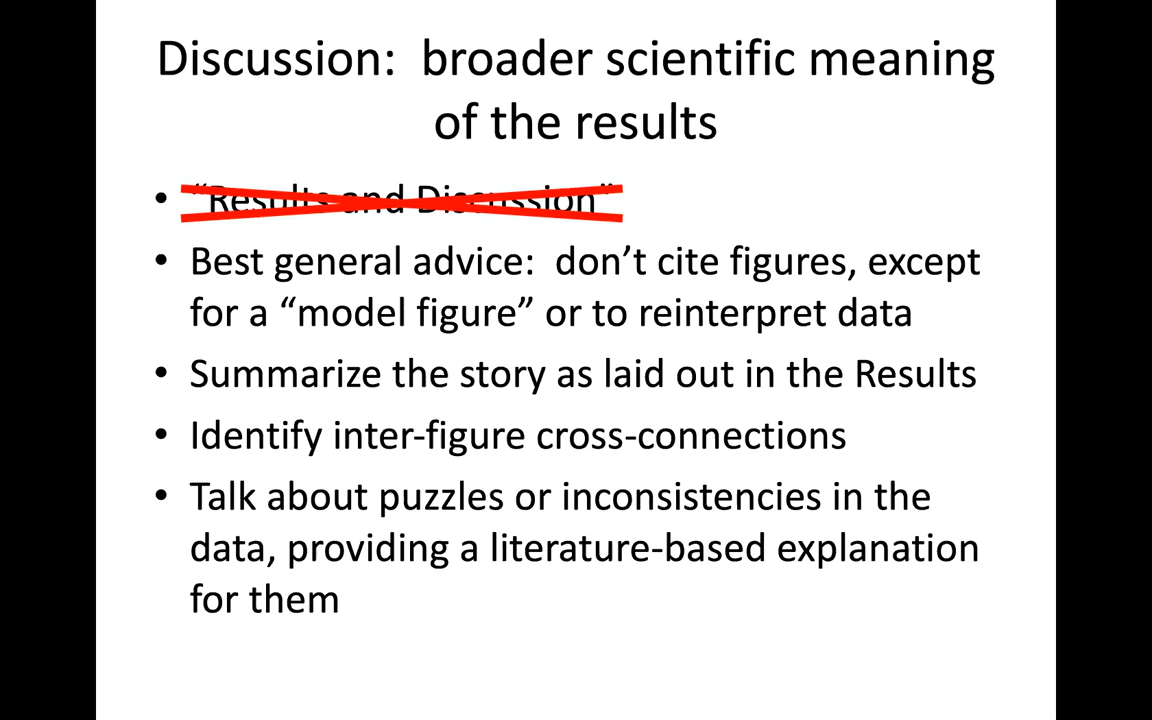 Discussion:  broader scientific meaning
of the results
• “Results and Discussion”
• Best general advice:  don’t cite figures, except
for a “model figure” or to reinterpret data
• Summarize the story as laid out in the Results
• Identify inter-figure cross-connections
• Talk about puzzles or inconsistencies in the
data, providing a literature-based explanation
for them